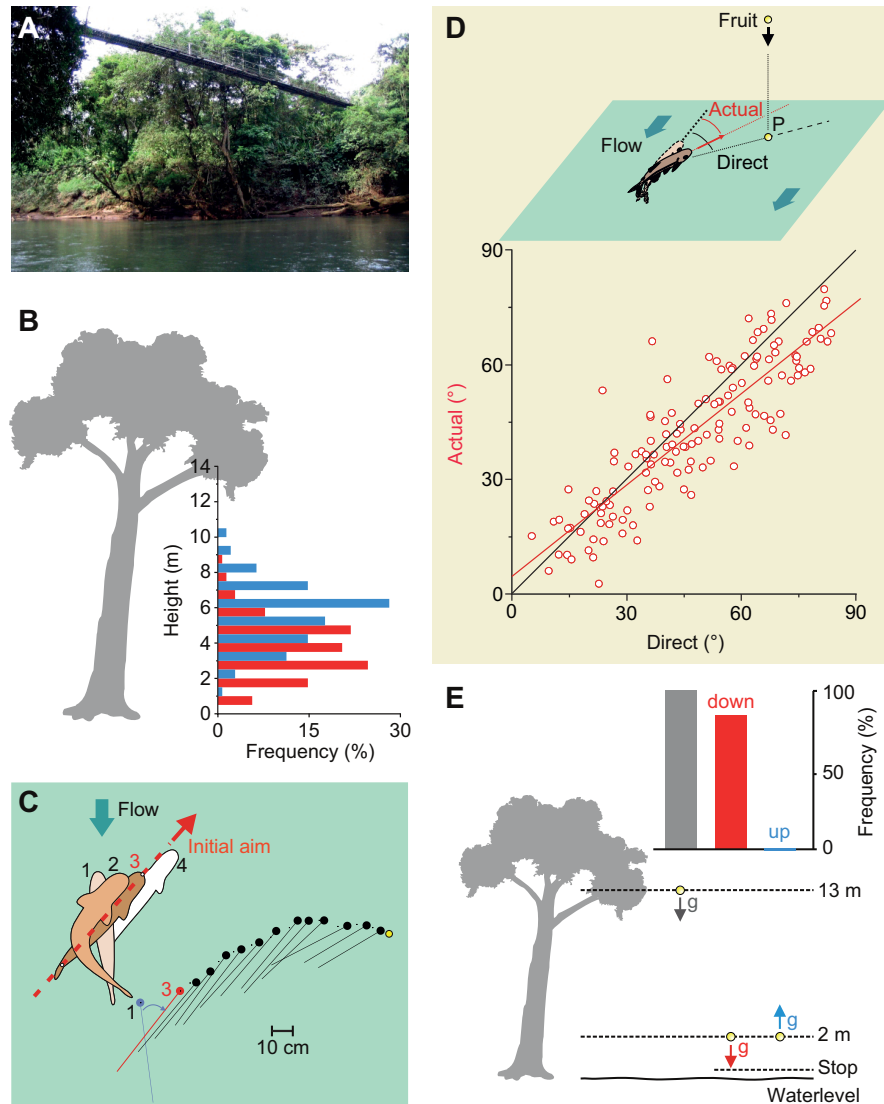 A
B
14
12
10
8
6
4
2
0
Height (m)
0 15 30
Frequency (%)
C
Flow
Initial aim
1 2 3 4
3
1
10 cm
D
Fruit
Actual
P
Flow
Direct
90
60
30
0
Actual (°)
0 30 60 90
Direct (°)
E
100
down
50
up
0
Frequency (%)
13 m
g
g
2 m
g
Stop
Waterlevel